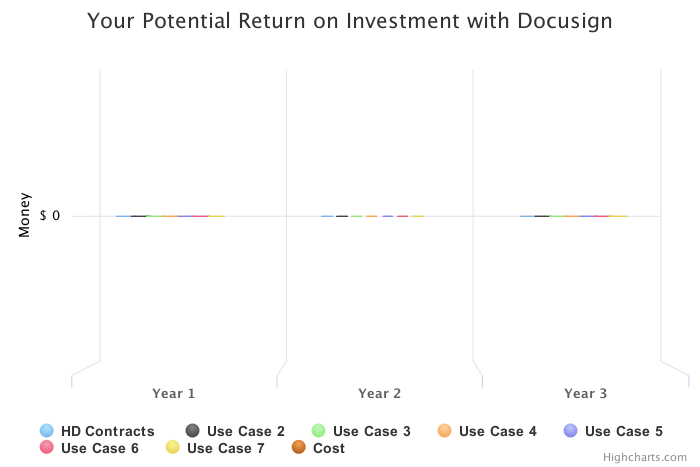 Your Potential Return on Investment with Docusign
Money
$ 0
Year 1 Year 2 Year 3
HD Contracts Use Case 2 Use Case 3 Use Case 4 Use Case 5
Use Case 6 Use Case 7 Cost
Highcharts.com